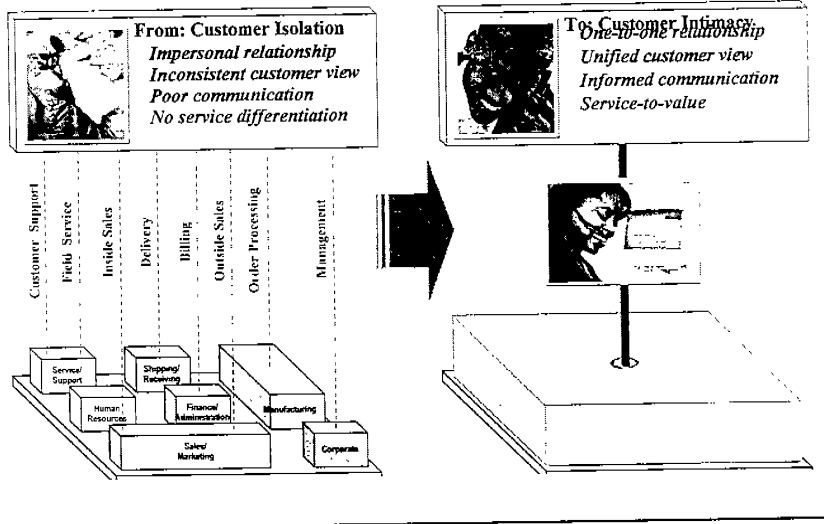 From: Customer Isolation
Impersonal relationship
Inconsistent customer view
Poor communication
No service differentiation
To: Customer Intimacy
One-to-one relationship
Unified customer view
Informed communication
Service-to-value
Customer Support
Field Service
Inside Sales
Delivery
Billing
Outside Sales
Order Processing
Management
Service/
Support
Shipping/
Receiving
Human
Resources
Finance/
Administration
Manufacturing
Sales/
Marketing
Corporate